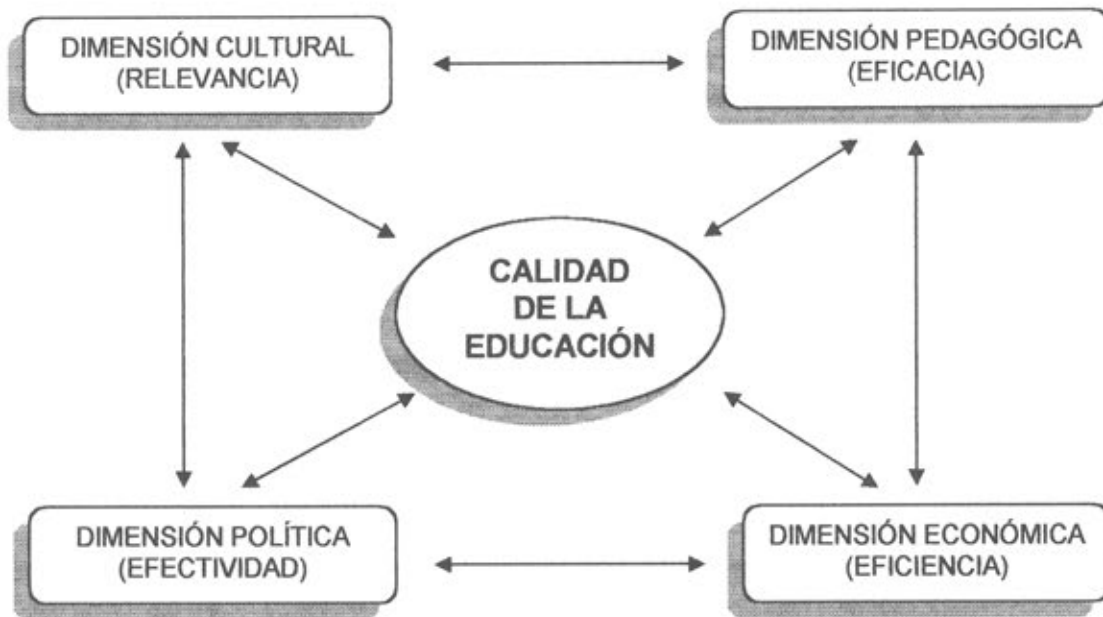 DIMENSIÓN CULTURAL
(RELEVANCIA)
DIMENSIÓN PEDAGÓGICA
(EFICACIA)
CALIDAD
DE LA
EDUCACIÓN
DIMENSIÓN POLÍTICA
(EFECTIVIDAD)
DIMENSIÓN ECONÓMICA
(EFICIENCIA)